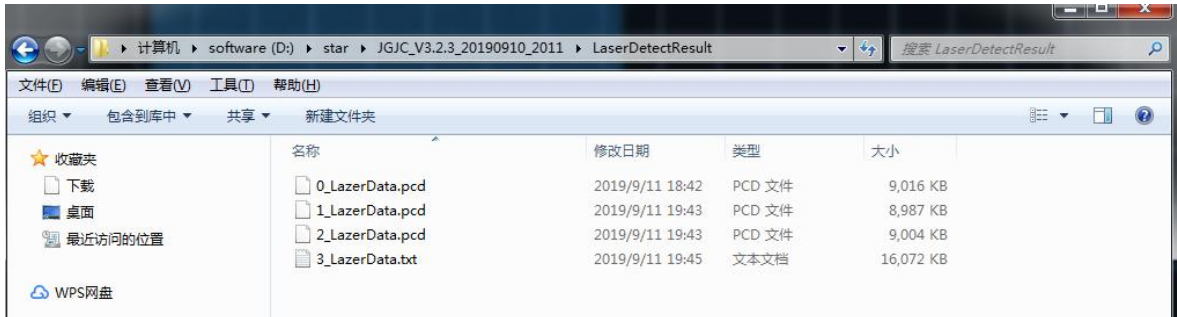 计算机 software (D:) star JGJC_V3.2.3_20190910_2011 LaserDetectResult 搜索 LaserDetectResult
文件(F) 编辑(E) 查看(V) 工具(T) 帮助(H)
组织 包含到库中 共享 新建文件夹
收藏夹
下载
桌面
最近访问的位置
WPS网盘
名称 修改日期 类型 大小
0_LazerData.pcd 2019/9/11 18:42 PCD 文件 9,016 KB
1_LazerData.pcd 2019/9/11 19:43 PCD 文件 8,987 KB
2_LazerData.pcd 2019/9/11 19:43 PCD 文件 9,004 KB
3_LazerData.txt 2019/9/11 19:45 文本文档 16,072 KB